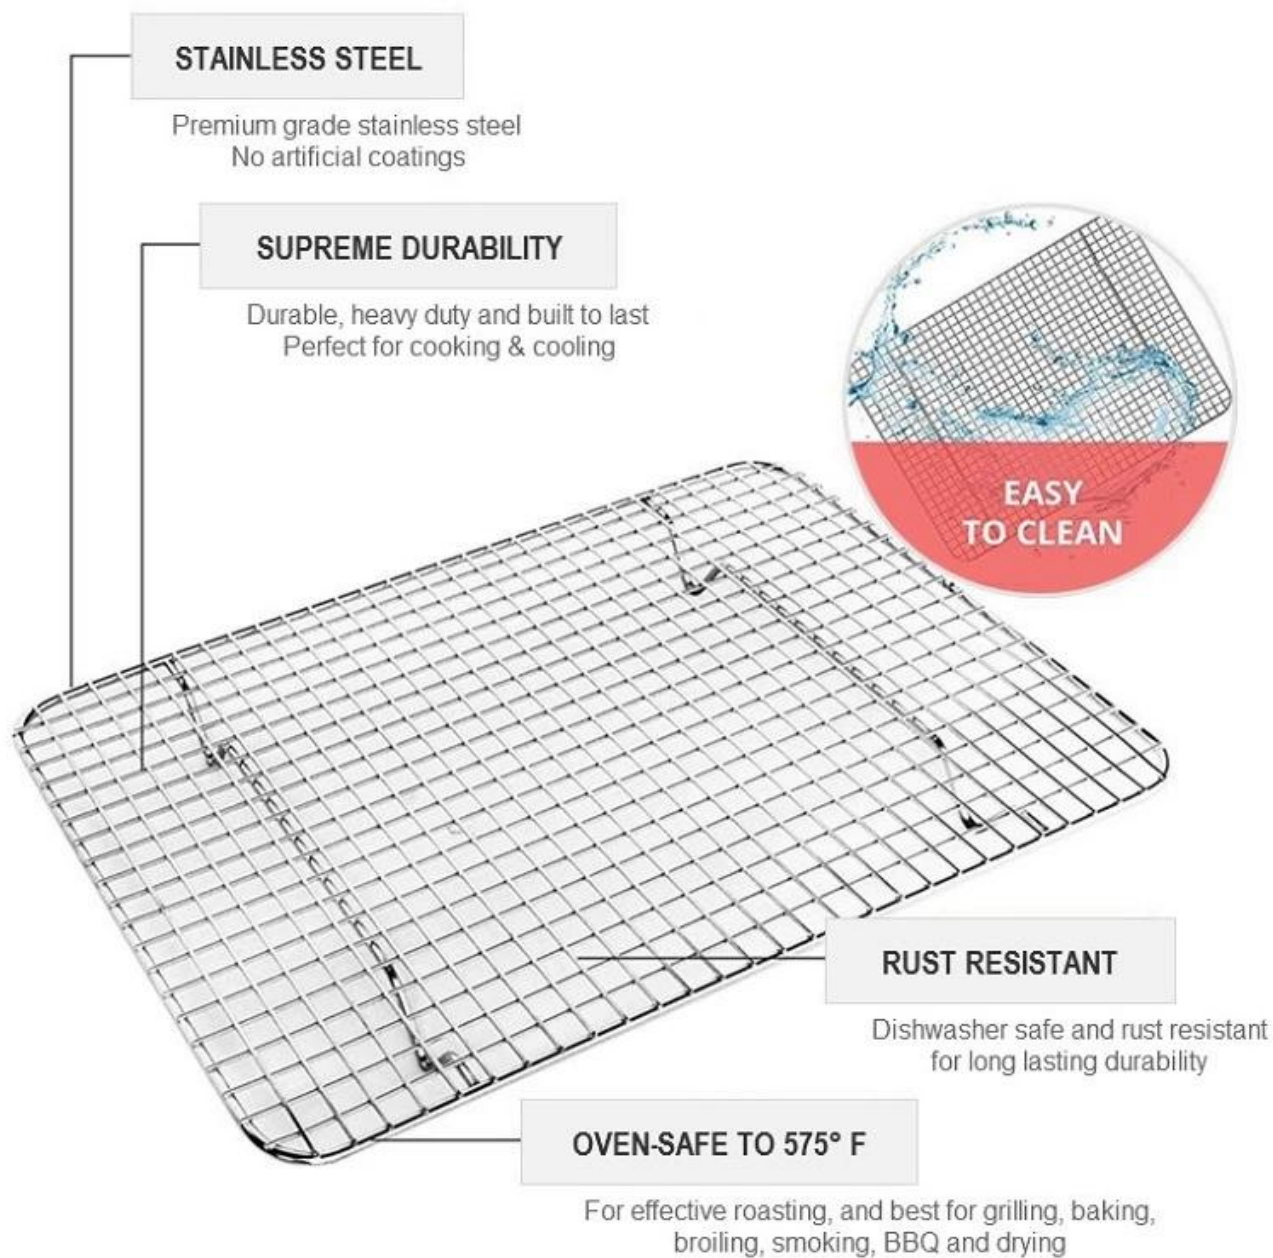 STAINLESS STEEL
Premium grade stainless steel
No artificial coatings
SUPREME DURABILITY
Durable, heavy duty and built to last
Perfect for cooking & cooling
EASY
TO CLEAN
RUST RESISTANT
Dishwasher safe and rust resistant
for long lasting durability
OVEN-SAFE TO 575° F
For effective roasting, and best for grilling, baking,
broiling, smoking, BBQ and drying